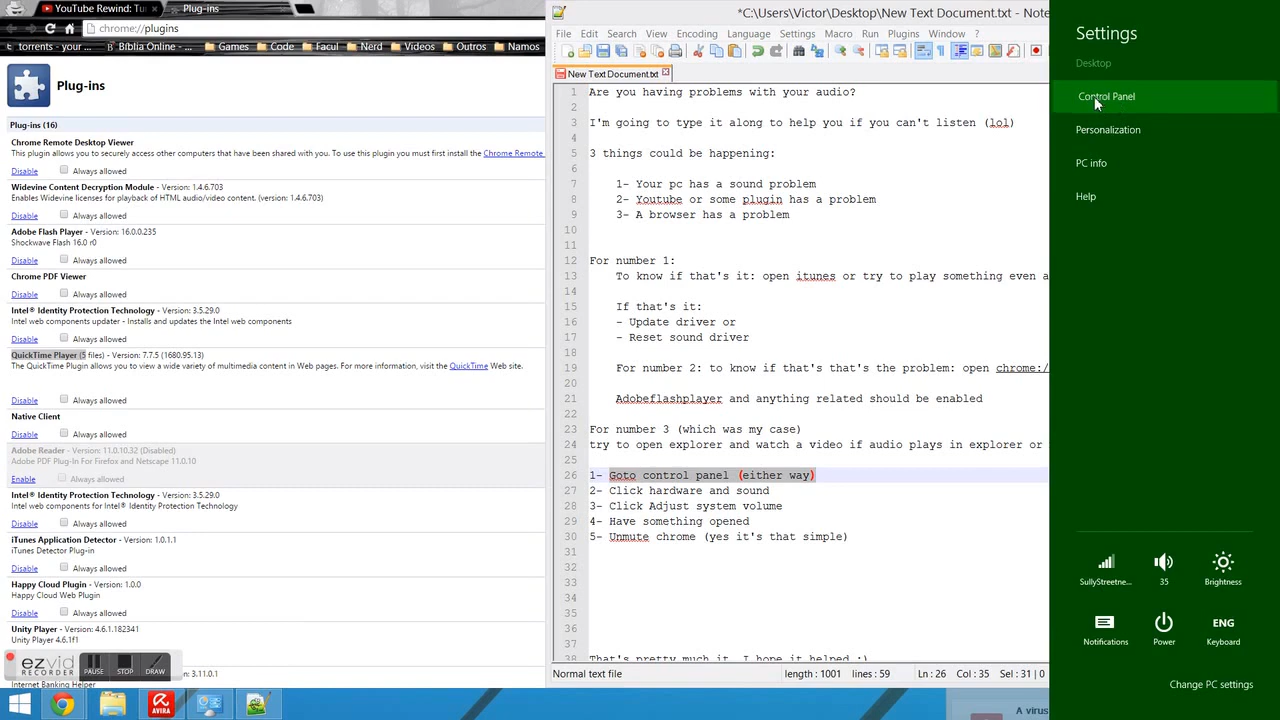 YouTube Rewind: Tur
Plug-ins
chrome://plugins
torrents - your ...
Bíblia Online - ...
Games
Code
Facul
Nerd
Videos
Outros
Namos
Plug-ins
Plug-ins (16)
Chrome Remote Desktop Viewer
This plugin allows you to securely access other computers that have been shared with you. To use this plugin you must first install the Chrome Remote
Disable Always allowed
Widevine Content Decryption Module - Version: 1.4.6.703
Enables Widevine licenses for playback of HTML audio/video content. (version: 1.4.6.703)
Disable Always allowed
Adobe Flash Player - Version: 16.0.0.235
Shockwave Flash 16.0 r0
Disable Always allowed
Chrome PDF Viewer
Disable Always allowed
Intel® Identity Protection Technology - Version: 3.5.29.0
Intel web components updater - Installs and updates the Intel web components
Disable Always allowed
QuickTime Player (5 files) - Version: 7.7.5 (1680.95.13)
The QuickTime Plugin allows you to view a wide variety of multimedia content in Web pages. For more information, visit the QuickTime Web site.
Disable Always allowed
Native Client
Disable Always allowed
Adobe Reader - Version: 11.0.10.32 (Disabled)
Adobe PDF Plug-In For Firefox and Netscape 11.0.10
Enable Always allowed
Intel® Identity Protection Technology - Version: 3.5.29.0
Intel web components for Intel® Identity Protection Technology
Disable Always allowed
iTunes Application Detector - Version: 1.0.1.1
iTunes Detector Plug-in
Disable Always allowed
Happy Cloud Plugin - Version: 1.0.0
Happy Cloud Web Plugin
Disable Always allowed
Unity Player - Version: 4.6.1.182341
Unity Player 4.6.1f1
3.11.0.1
Internet Banking Helper
ezvid
RECORDER
PAUSE STOP DRAW
AVIRA
*C:\Users\Victor\Desktop\New Text Document.txt - Note
File Edit Search View Encoding Language Settings Macro Run Plugins Window ?
New Text Document.txt
1 Are you having problems with your audio?
2
3 I'm going to type it along to help you if you can't listen (lol)
4
5 3 things could be happening:
6
7 1- Your pc has a sound problem
8 2- Youtube or some plugin has a problem
9 3- A browser has a problem
10
11
12 For number 1:
13 To know if that's it: open itunes or try to play something even a
14
15 If that's it:
16 - Update driver or
17 - Reset sound driver
18
19 For number 2: to know if that's that's the problem: open chrome:/
20
21 Adobeflashplayer and anything related should be enabled
22
23 For number 3 (which was my case)
24 try to open explorer and watch a video if audio plays in explorer or
25
26 1- Goto control panel (either way)
27 2- Click hardware and sound
28 3- Click Adjust system volume
29 4- Have something opened
30 5- Unmute chrome (yes it's that simple)
31
32
33
34
35
36
37
38 That's pretty much it, I hope it helped :)
Normal text file length : 1001 lines : 59 Ln : 26 Col : 35 Sel : 31 | 0
Settings
Desktop
Control Panel
Personalization
PC info
Help
SullyStreetne...
35
Brightness
Notifications
Power
ENG
Keyboard
Change PC settings
A virus